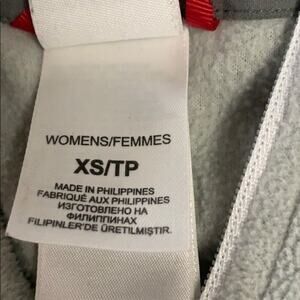 WOMENS/FEMMES
XS/TP
MADE IN PHILIPPINES
FABRIQUÉ AUX PHILIPPINES
ИЗГОТОВЛЕНО НА
ФИЛИППИНАХ
FILIPINLER'DE ÜRETILMIŞTIR.